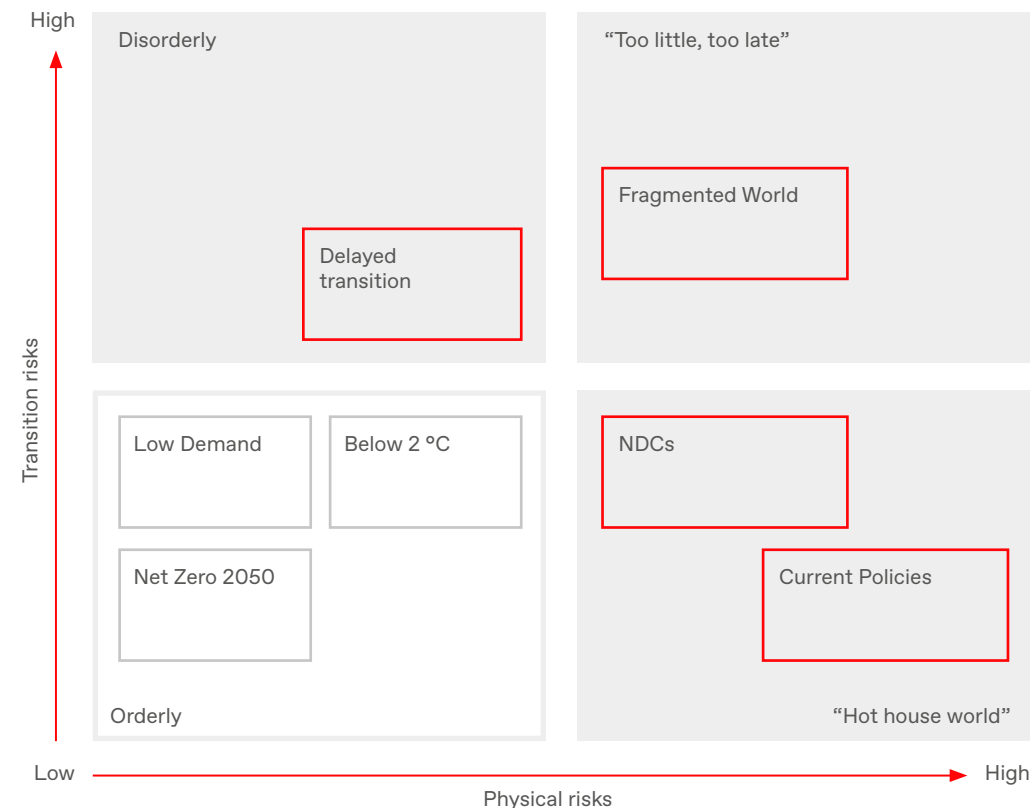 High
Disorderly
“Too little, too late”
Fragmented World
Delayed
transition
Transition risks
Low Demand
Below 2 °C
NDCs
Net Zero 2050
Current Policies
Orderly
“Hot house world”
Low
High
Physical risks